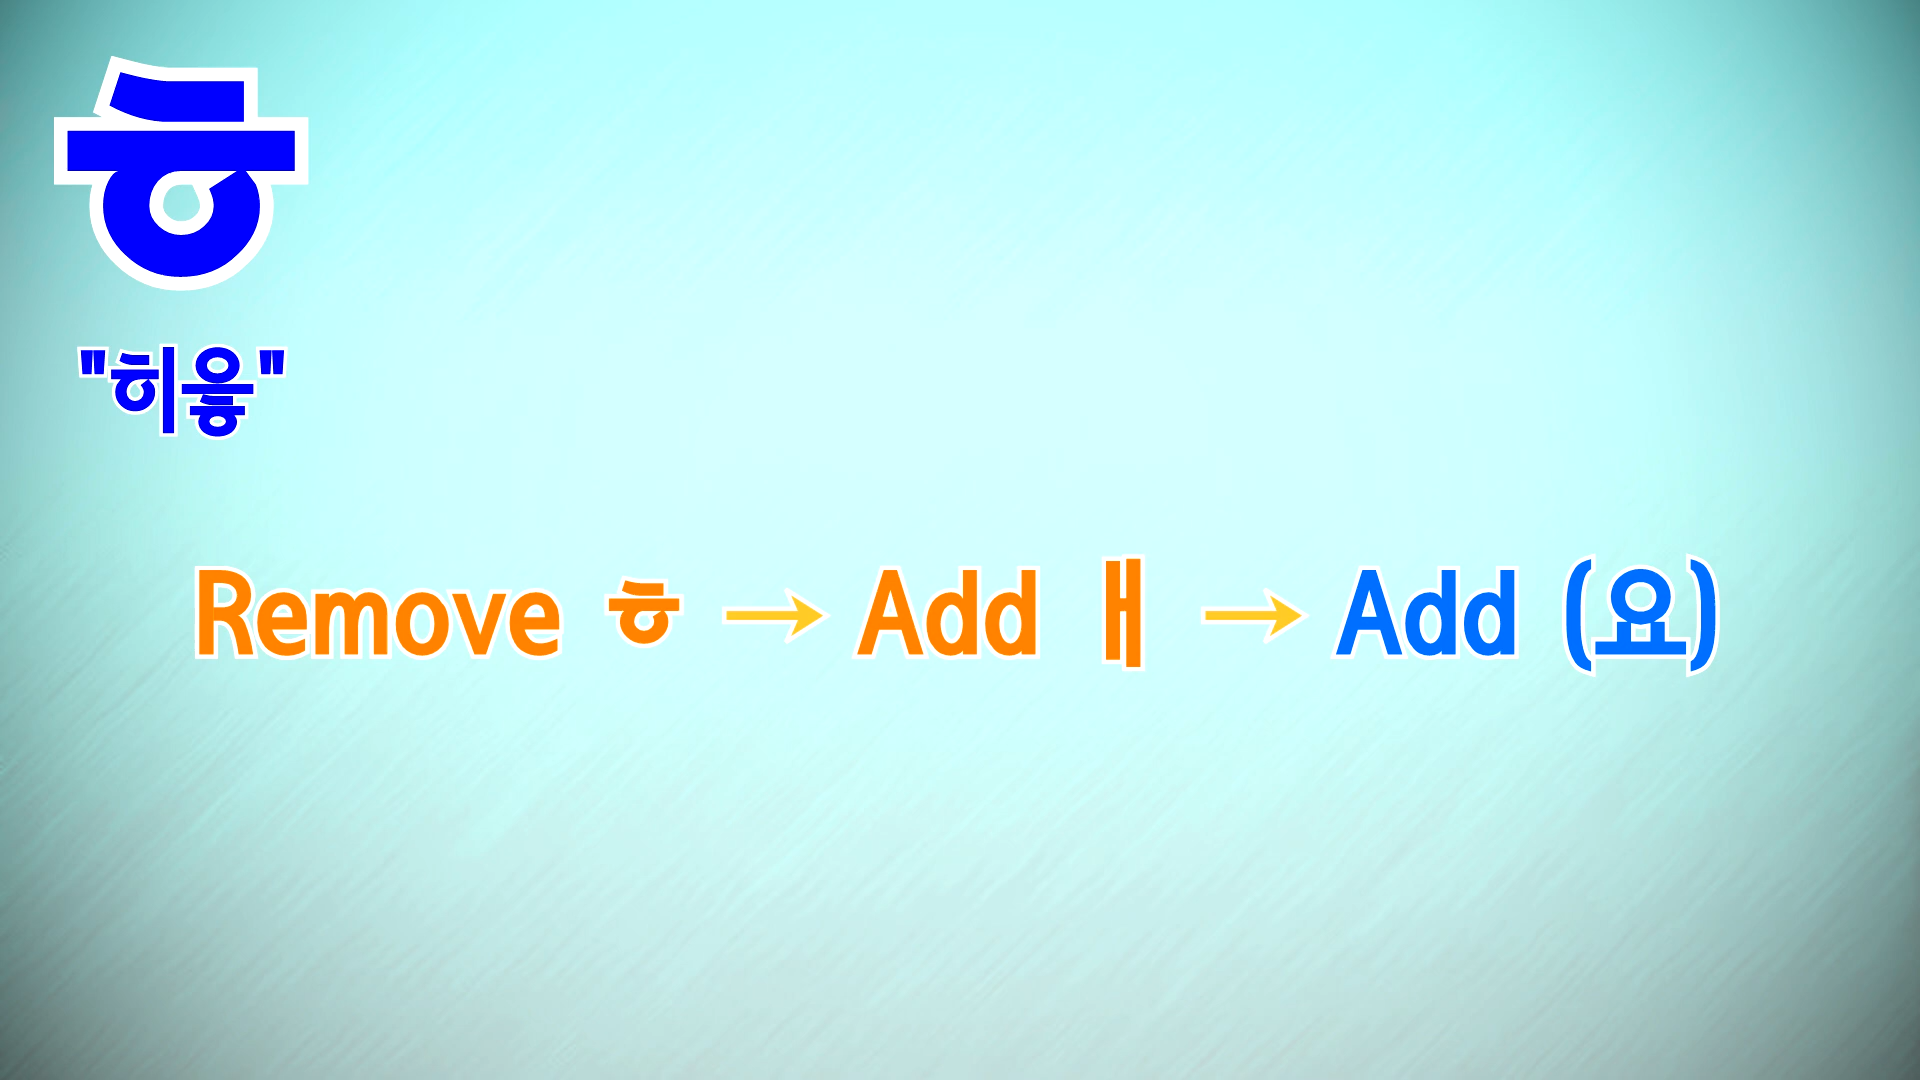 ㅎ
"히읗"
Remove ㅎ → Add ㅐ → Add (요)